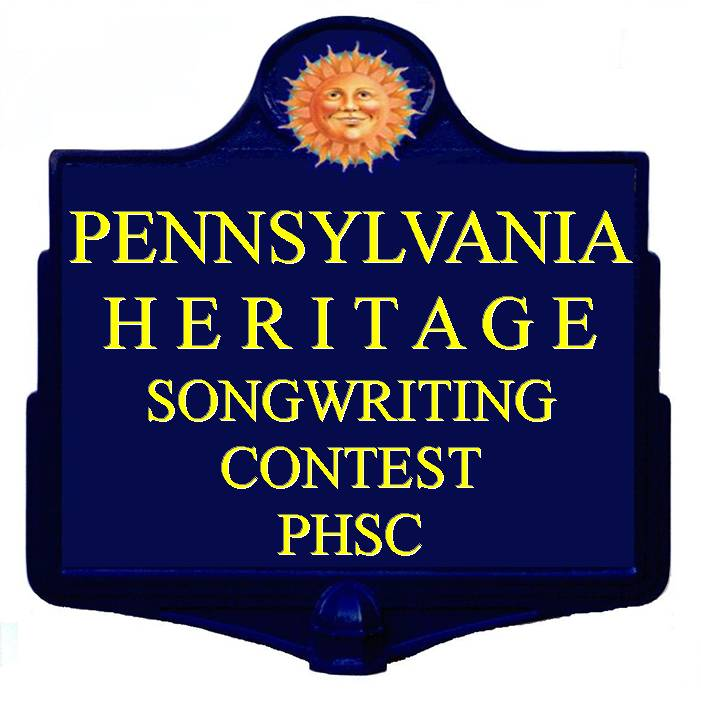 PENNSYLVANIA
HERITAGE
SONGWRITING
CONTEST
PHSC